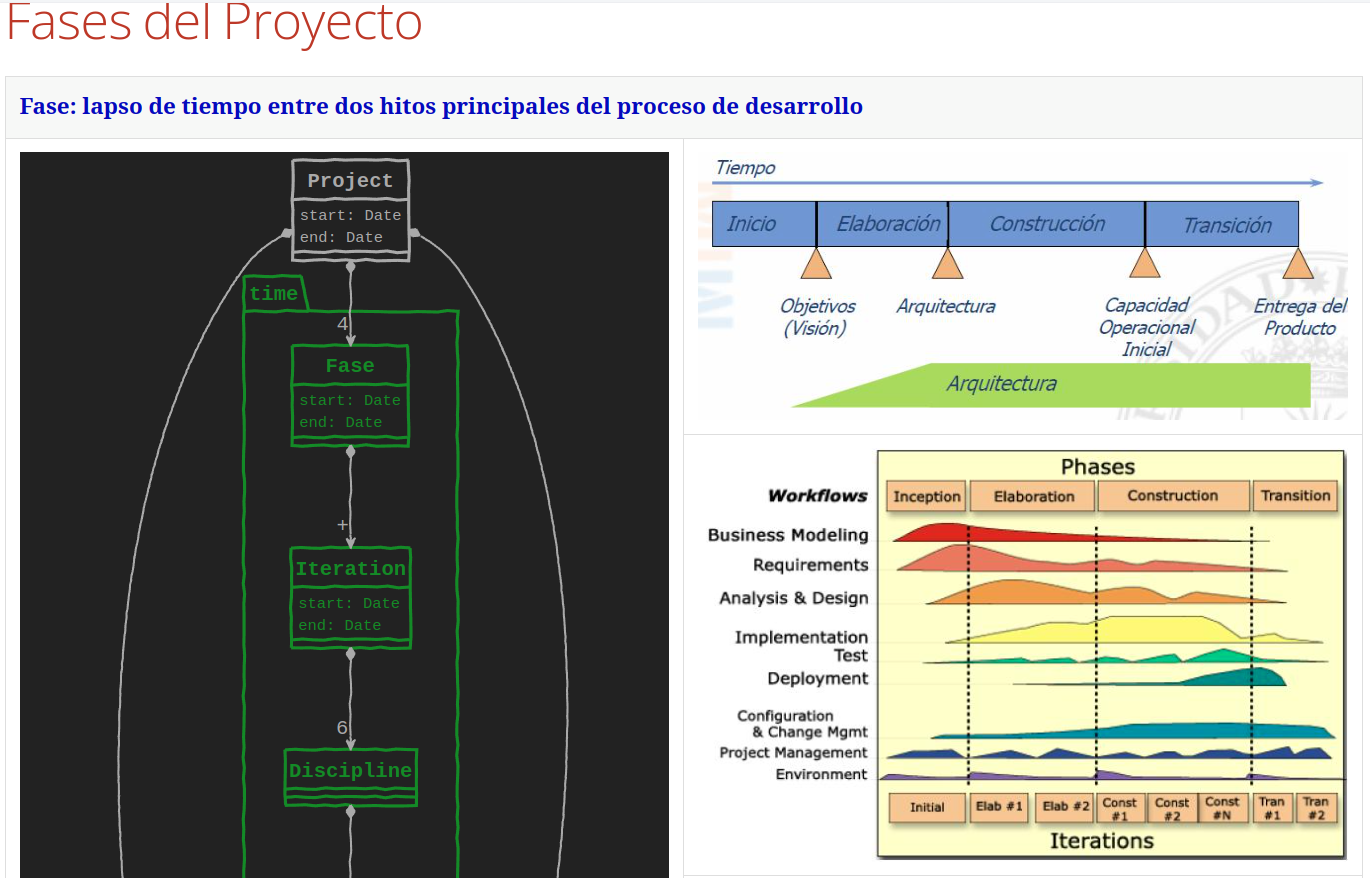 Fases del Proyecto
Fase: lapso de tiempo entre dos hitos principales del proceso de desarrollo
Project
start: Date
end: Date
time
4
Fase
start: Date
end: Date
+
Iteration
start: Date
end: Date
6
Discipline
Tiempo
Inicio Elaboración Construcción Transición
Objetivos
(Visión)
Arquitectura
Capacidad
Operacional
Inicial
Entrega del
Producto
Arquitectura
Phases
Workflows Inception Elaboration Construction Transition
Business Modeling
Requirements
Analysis & Design
Implementation
Test
Deployment
Configuration
& Change Mgmt
Project Management
Environment
Initial
Elab #1
Elab #2
Const
#1
Const
#2
Const
#N
Tran
#1
Tran
#2
Iterations